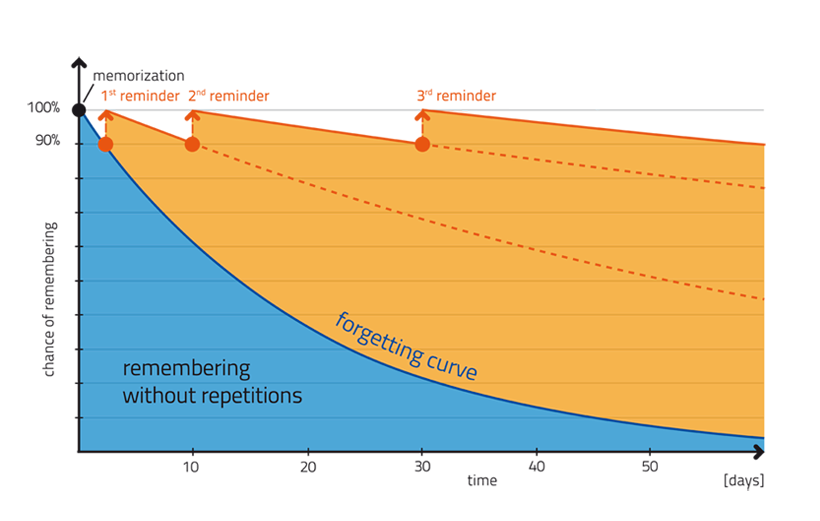 memorization
1st reminder
2nd reminder
3rd reminder
100%
90%
chance of remembering
forgetting curve
remembering
without repetitions
10
20
30
40
50
time
[days]